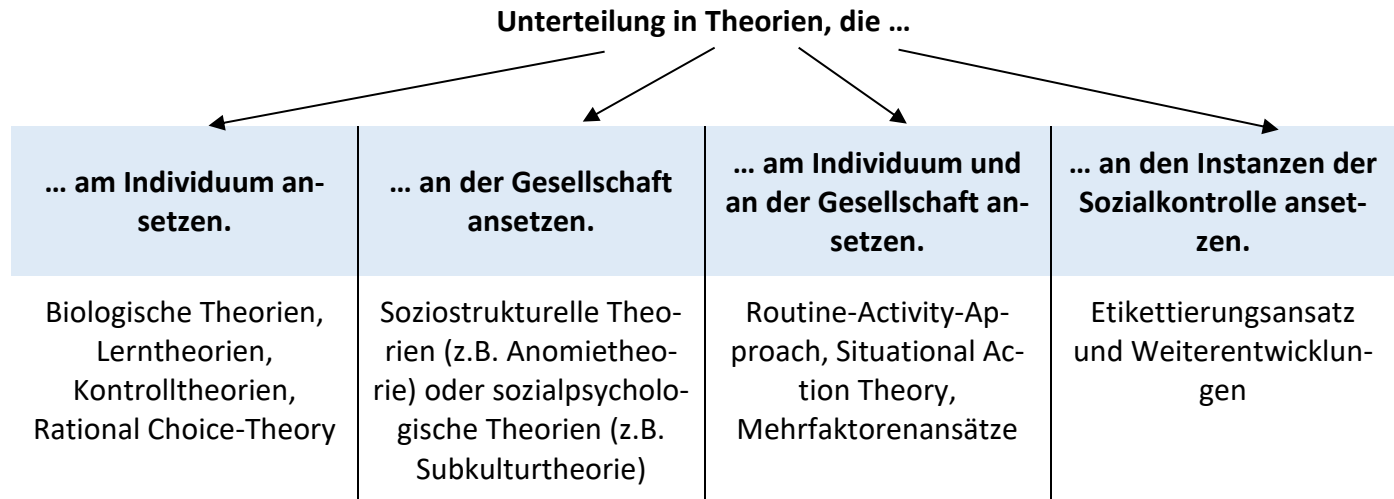 Unterteilung in Theorien, die …
… am Individuum an-
setzen.
… an der Gesellschaft
ansetzen.
… am Individuum und
an der Gesellschaft an-
setzen.
… an den Instanzen der
Sozialkontrolle anset-
zen.
Biologische Theorien,
Lerntheorien,
Kontrolltheorien,
Rational Choice-Theory
Soziostrukturelle Theo-
rien (z.B. Anomietheo-
rie) oder sozialpsycholo-
gische Theorien (z.B.
Subkulturtheorie)
Routine-Activity-Ap-
proach, Situational Ac-
tion Theory,
Mehrfaktorenansätze
Etikettierungsansatz
und Weiterentwicklun-
gen